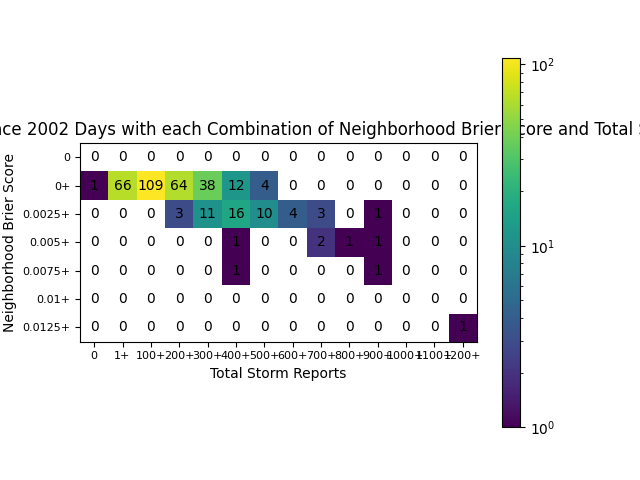 ce 2002 Days with each Combination of Neighborhood Brier Score and Total
Neighborhood Brier Score
0 0 0 0 0 0 0 0 0 0 0 0 0 0 0
0+ 1 66 109 64 38 12 4 0 0 0 0 0 0 0
0.0025+ 0 0 0 3 11 16 10 4 3 0 1 0 0 0
0.005+ 0 0 0 0 0 1 0 0 2 1 1 0 0 0
0.0075+ 0 0 0 0 0 1 0 0 0 0 1 0 0 0
0.01+ 0 0 0 0 0 0 0 0 0 0 0 0 0 0
0.0125+ 0 0 0 0 0 0 0 0 0 0 0 0 0 1
0 1+ 100+ 200+ 300+ 400+ 500+ 600+ 700+ 800+ 900+ 1000+ 1100+ 1200+
Total Storm Reports
10²
10¹
10⁰